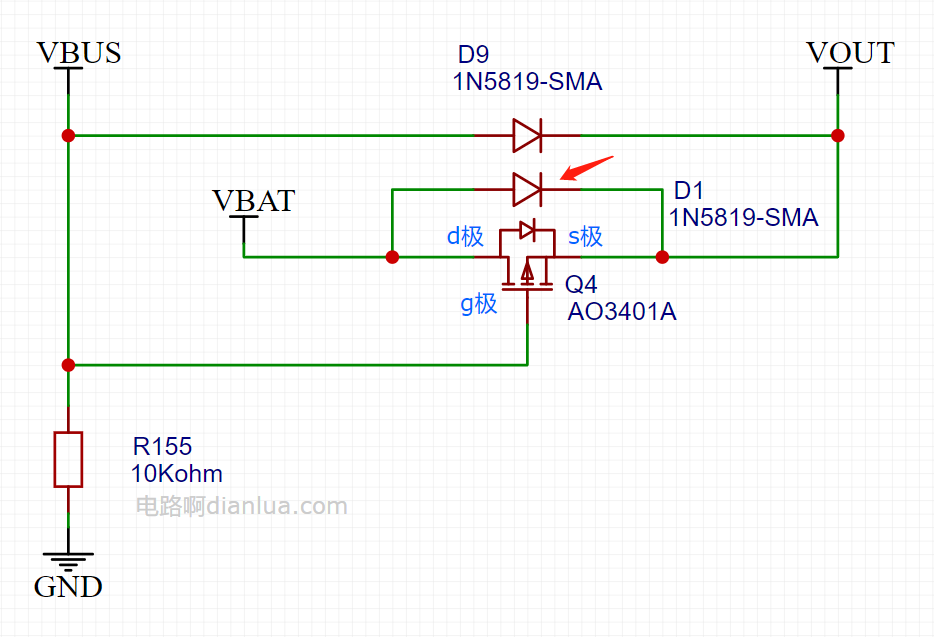 VBUS
D9
VOUT
1N5819-SMA
VBAT
D1
1N5819-SMA
d极
s极
g极
Q4
AO3401A
R155
10Kohm
电路啊dianlua.com
GND